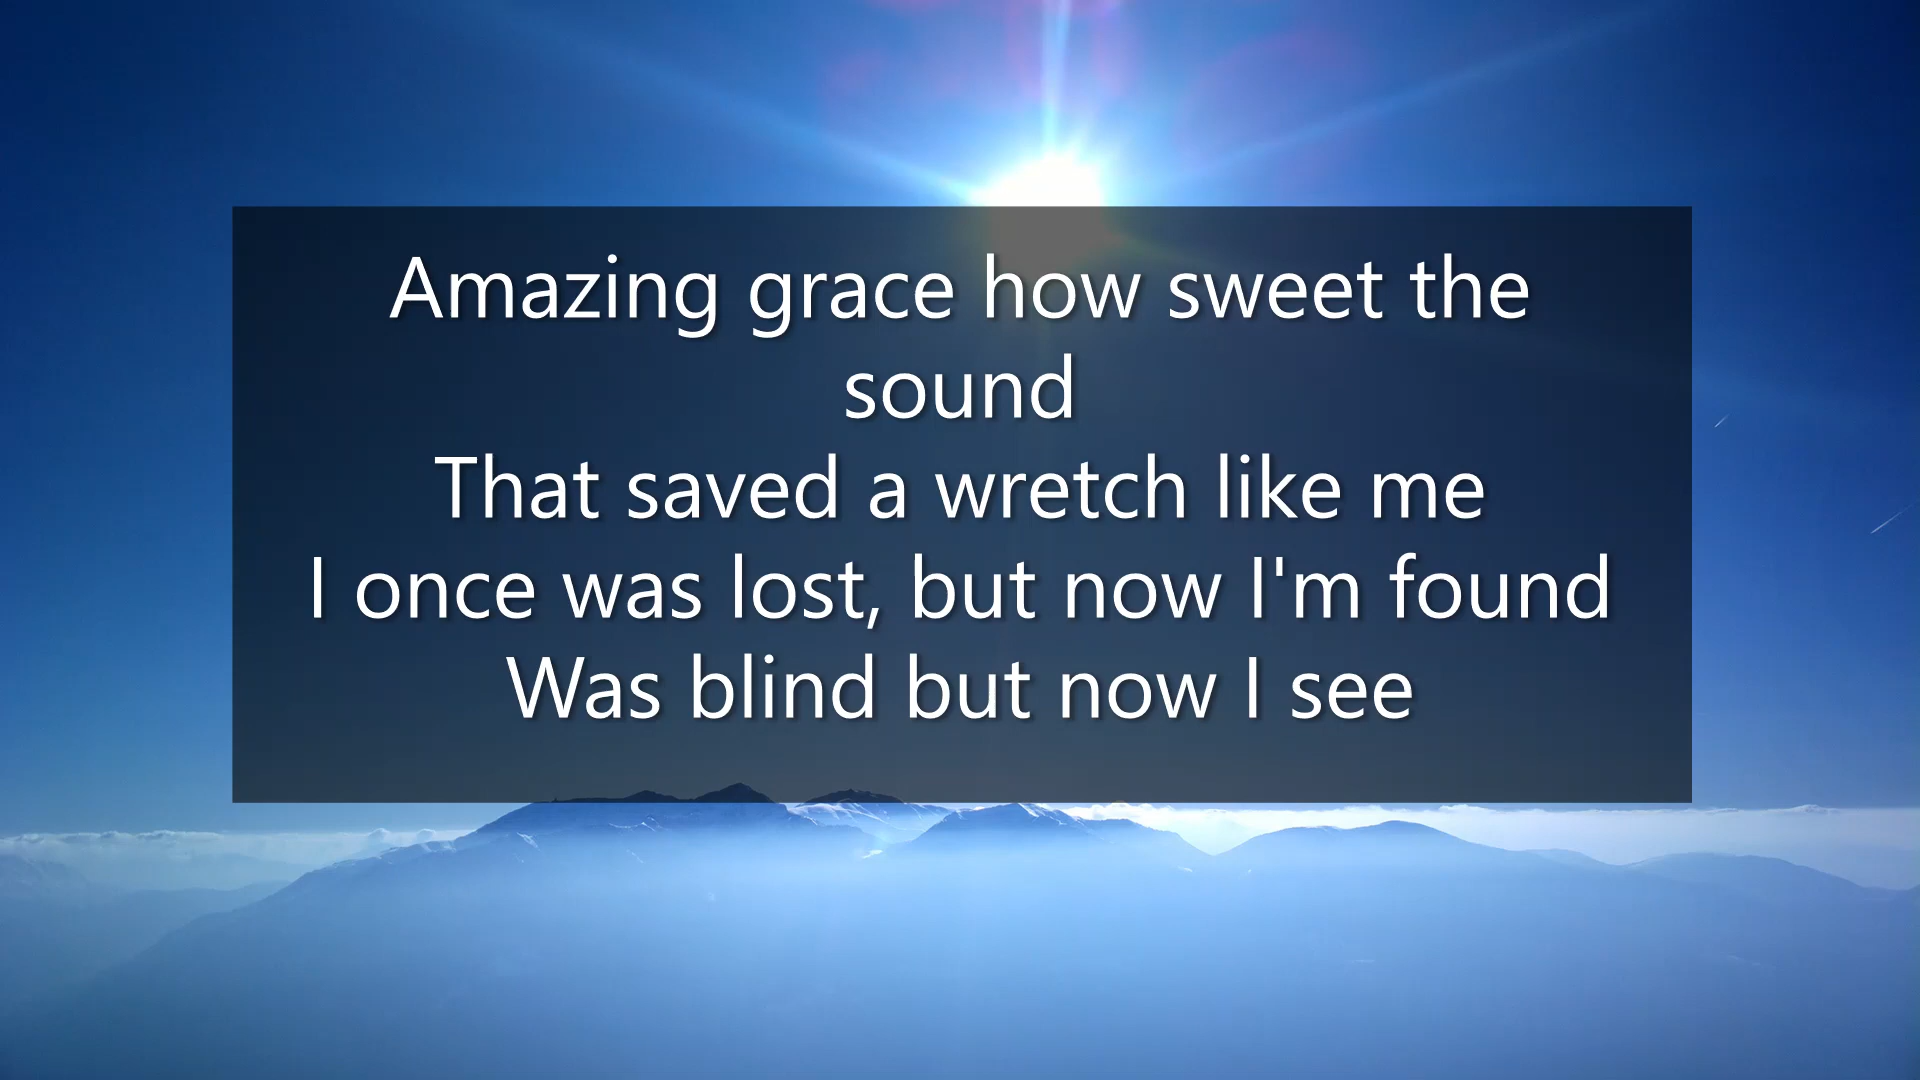 Amazing grace how sweet the
sound
That saved a wretch like me
I once was lost, but now I'm found
Was blind but now I see